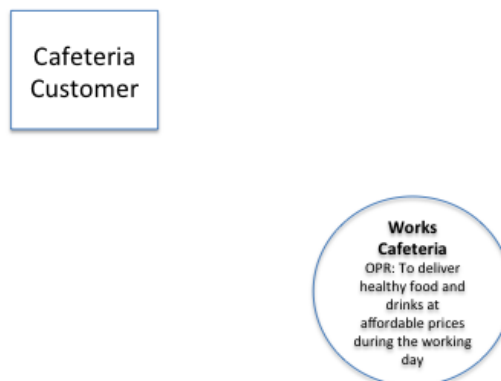 Cafeteria
Customer
Works
Cafeteria
OPR: To deliver
healthy food and
drinks at
affordable prices
during the working
day